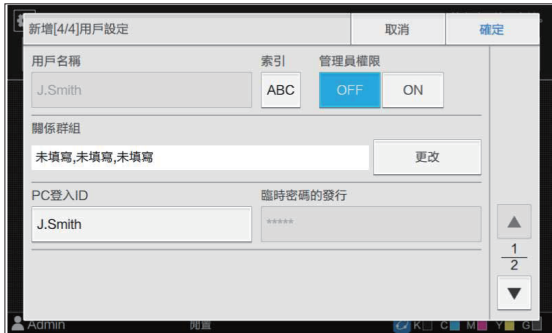 新增[4/4]用戶設定 取消 確定
用戶名稱 索引 管理員權限
J.Smith ABC OFF ON
關係群組
未填寫,未填寫,未填寫 更改
PC登入ID 臨時密碼的發行
J.Smith *****
1
2
Admin 閒置 K C M Y G